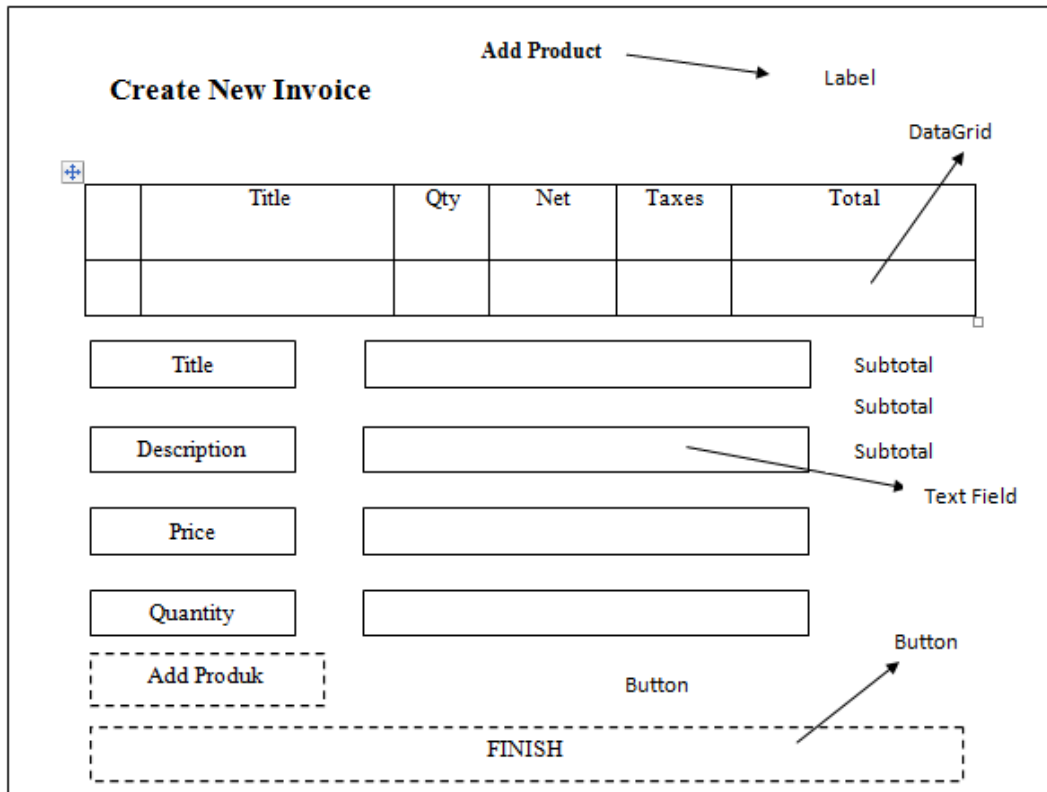 Add Product
Label
Create New Invoice
DataGrid
Title Qty Net Taxes Total
Title Subtotal
Subtotal
Description Subtotal
Text Field
Price
Quantity
Button
Add Produk
Button
FINISH